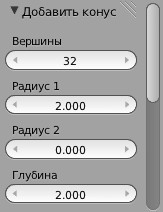 Добавить конус
Вершины
32
Радиус 1
2.000
Радиус 2
0.000
Глубина
2.000